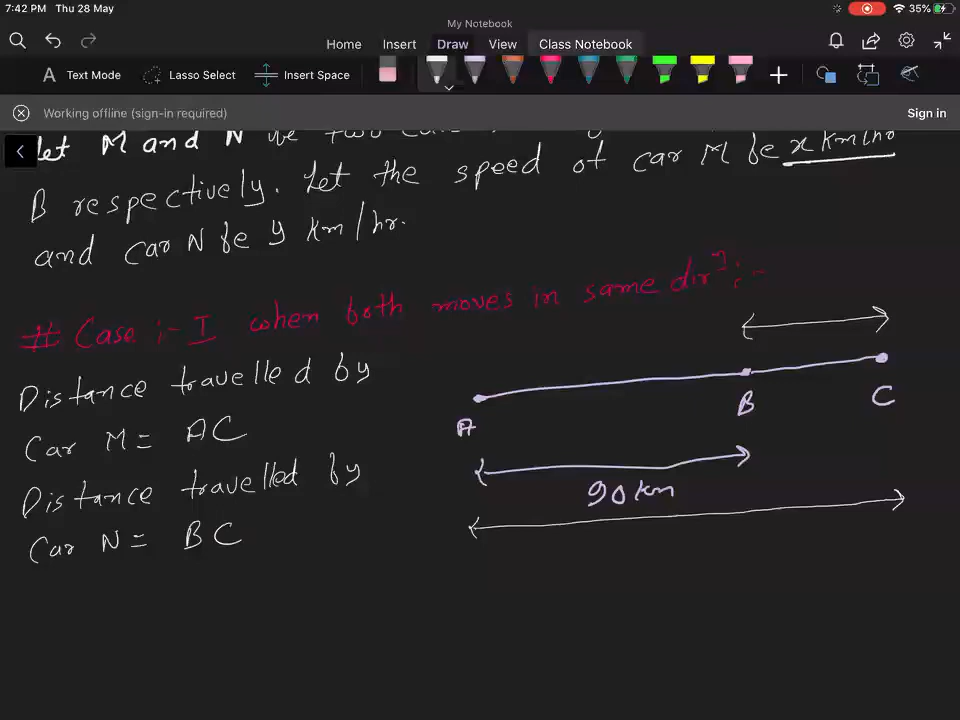 7:42 PM Thu 28 May
35%
My Notebook
Home Insert Draw View Class Notebook
A Text Mode Lasso Select Insert Space
Working offline (sign-in required) Sign in
Let M and N be two
B respectively. Let the speed of car M be x km/hr
and car N be y km/hr.
# Case :- I when both moves in same dirⁿ :-
Distance travelled by
Car M = AC
Distance travelled by
Car N = BC
A B C
90 km